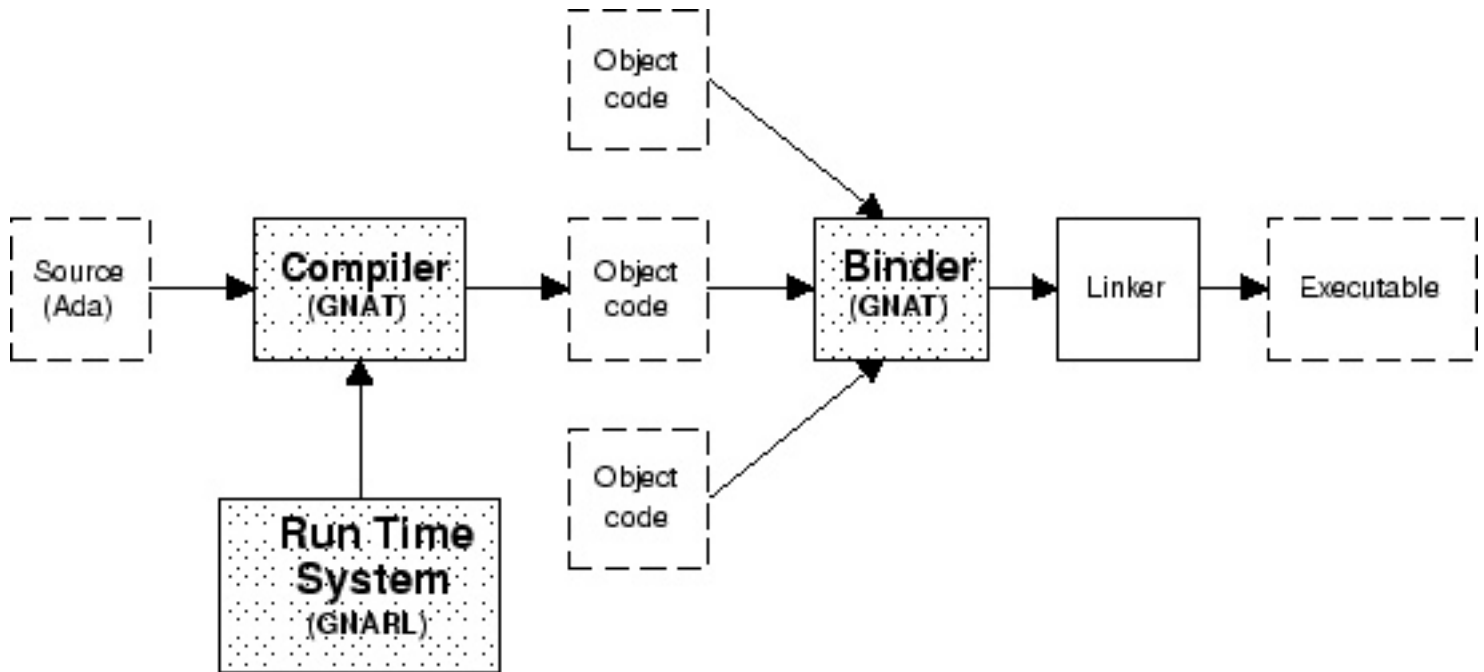 Object
code
Source
(Ada)
Compiler
(GNAT)
Object
code
Binder
(GNAT)
Linker
Executable
Object
code
Run Time
System
(GNARL)